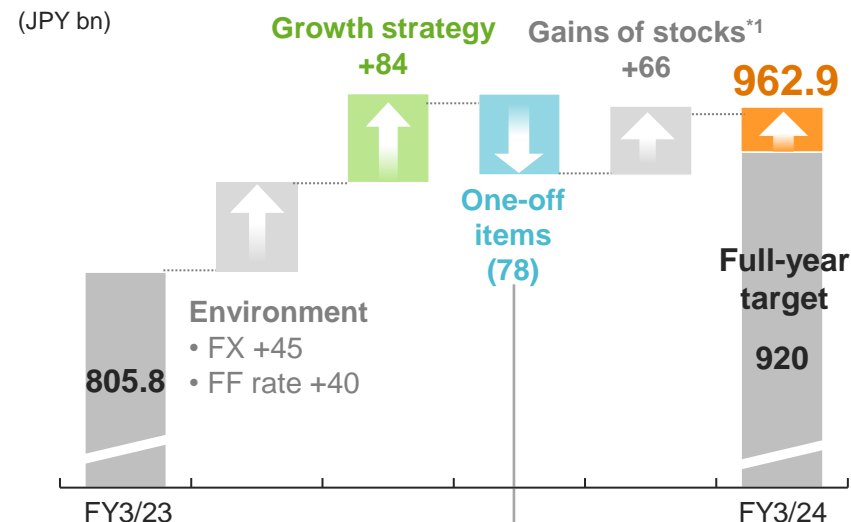 (JPY bn)
Growth strategy
+84
Gains of stocks*1
+66
962.9
One-off
items
(78)
Full-year
target
920
Environment
• FX +45
• FF rate +40
805.8
FY3/23
FY3/24